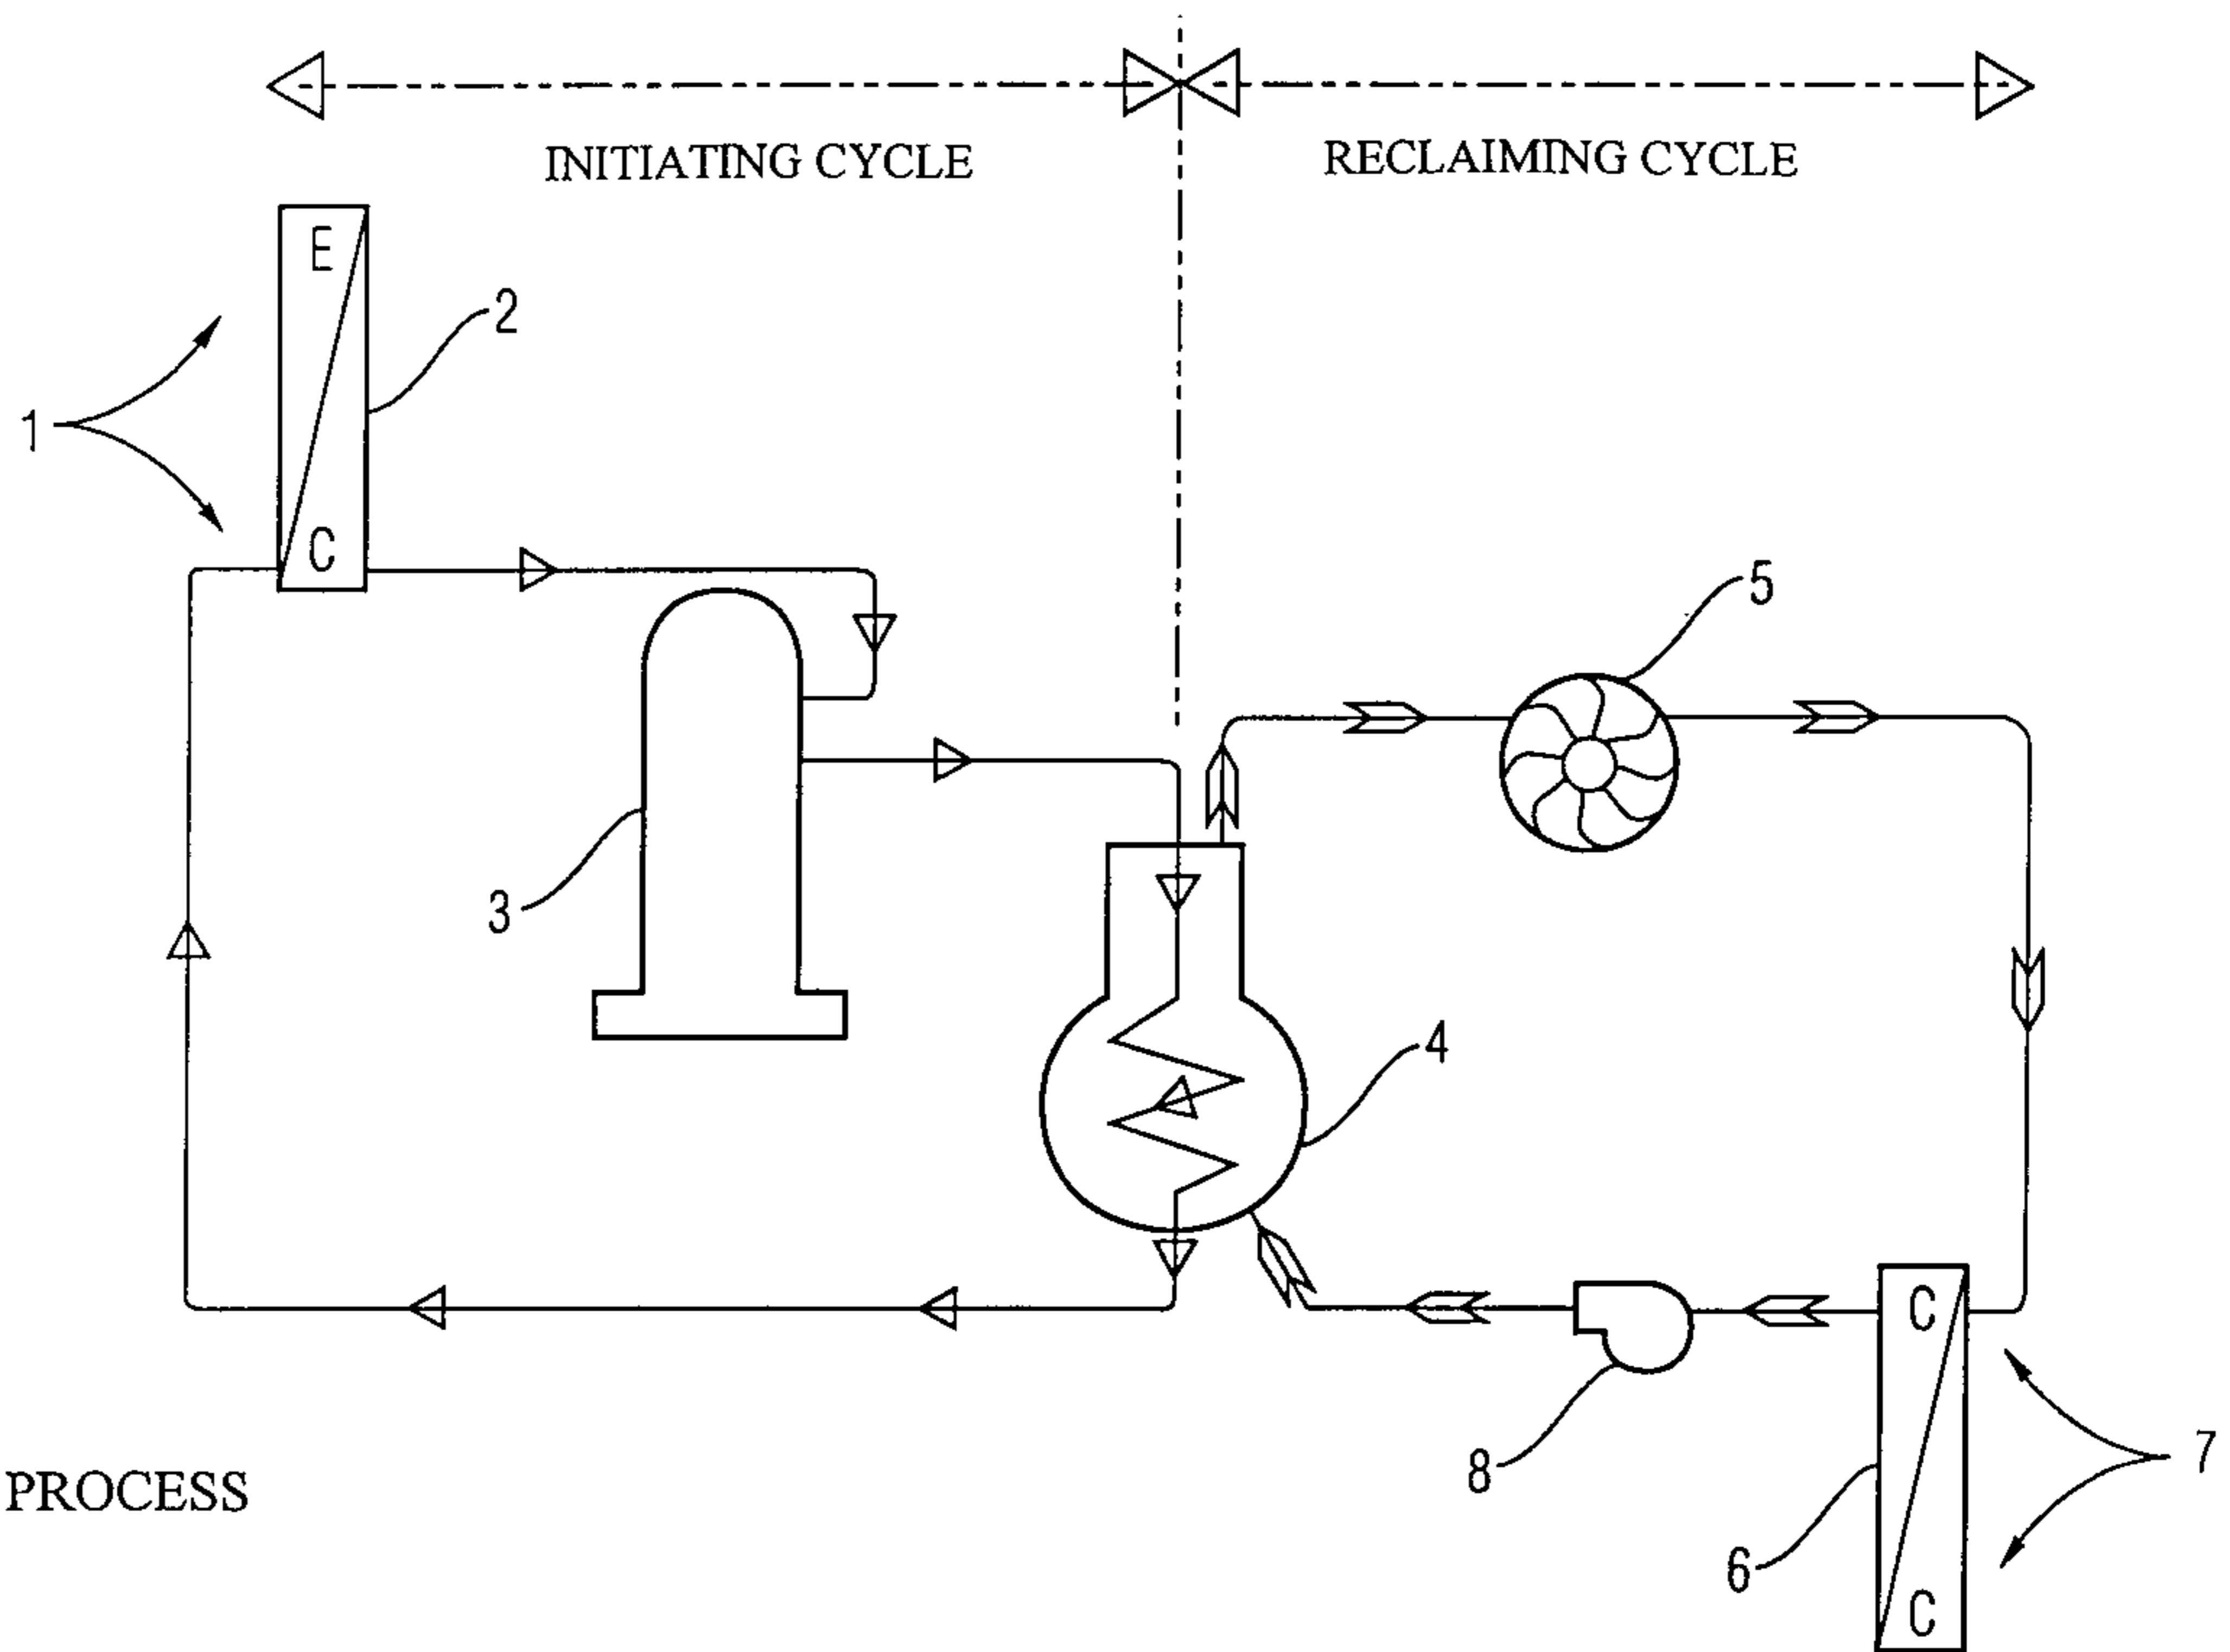 INITIATING CYCLE
RECLAIMING CYCLE
E
2
1
C
5
3
4
C
8
7
6
C
PROCESS